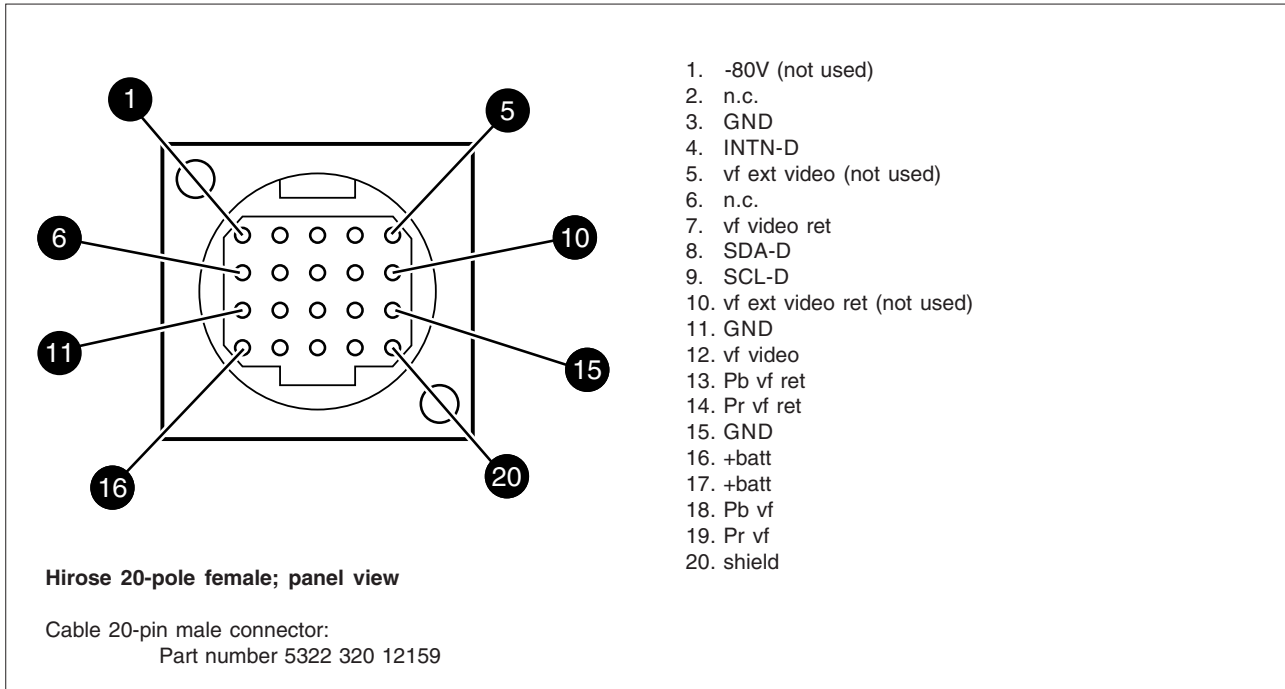 1
5
6
10
11
15
16
20
1. -80V (not used)
2. n.c.
3. GND
4. INTN-D
5. vf ext video (not used)
6. n.c.
7. vf video ret
8. SDA-D
9. SCL-D
10. vf ext video ret (not used)
11. GND
12. vf video
13. Pb vf ret
14. Pr vf ret
15. GND
16. +batt
17. +batt
18. Pb vf
19. Pr vf
20. shield
Hirose 20-pole female; panel view
Cable 20-pin male connector:
Part number 5322 320 12159